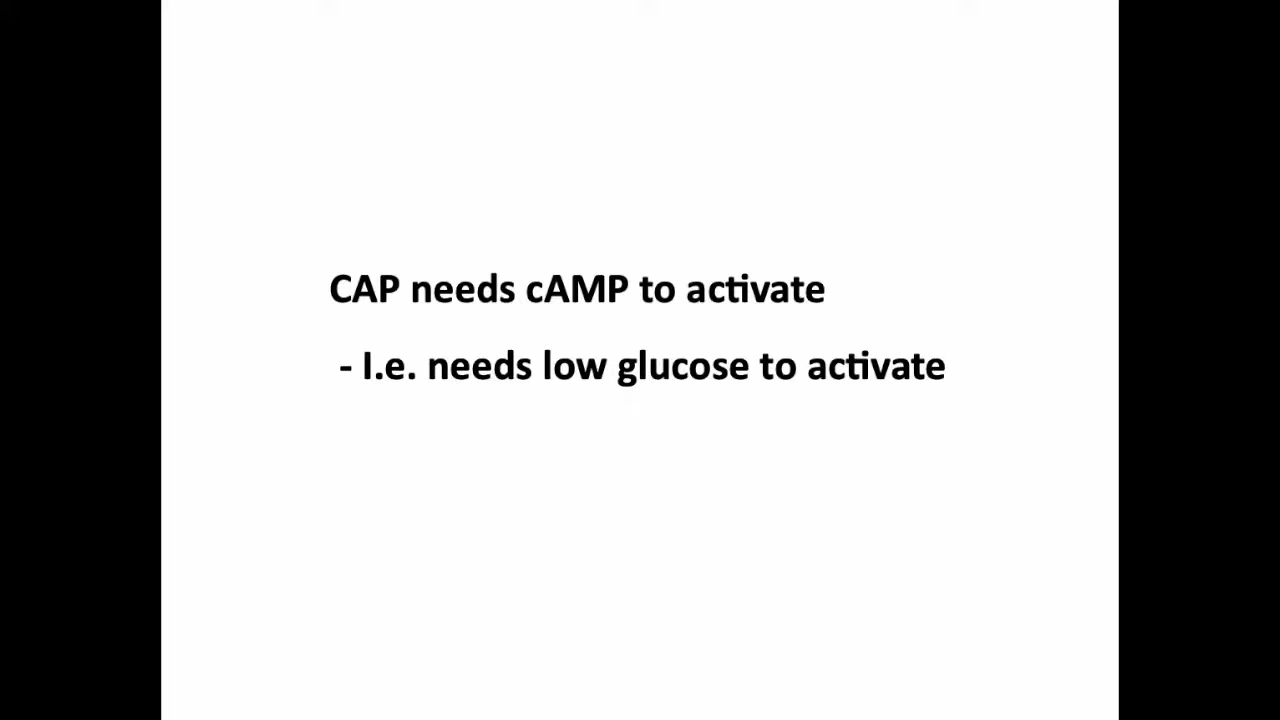 CAP needs cAMP to activate
- I.e. needs low glucose to activate